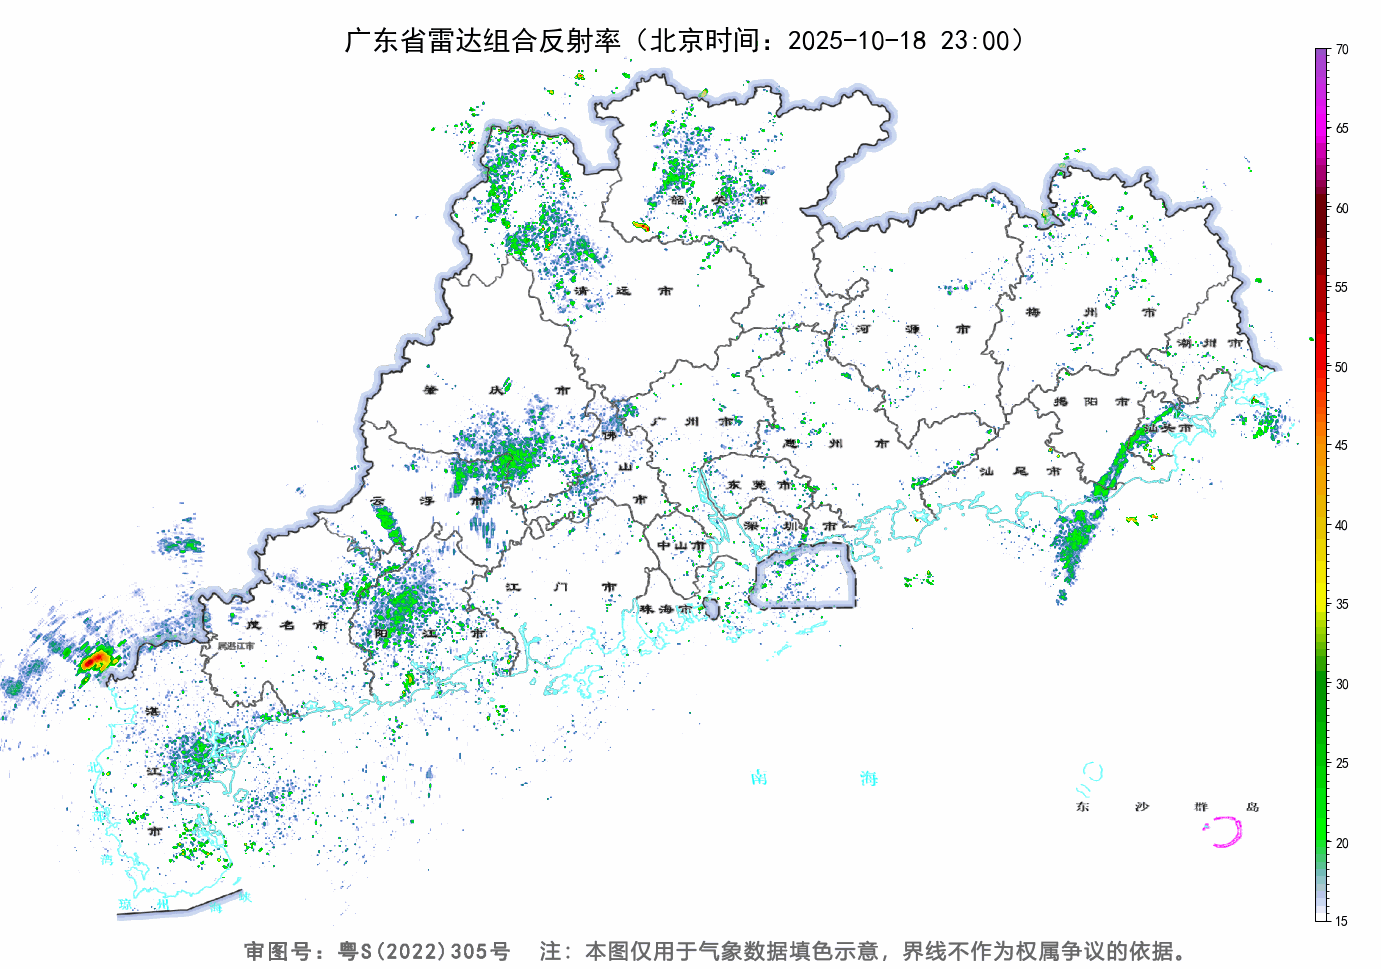 广东省雷达组合反射率（北京时间：2025-10-18 23:00）
70
65
60
55
50
45
40
35
30
25
20
15
韶 关 市
清 远 市
河 源 市
梅 州 市
潮 州 市
肇 庆 市
广 州 市
揭 阳 市
汕头市
佛 山 市
惠 州 市
汕 尾 市
云 浮 市
东 莞 市
深 圳 市
中山市
江 门 市
珠海市
茂 名 市
阳 江 市
属湛江市
湛 江 市
南 海
东 沙 群 岛
北 部 湾
琼 州 海 峡
审图号：粤S(2022)305号 注：本图仅用于气象数据填色示意，界线不作为权属争议的依据。